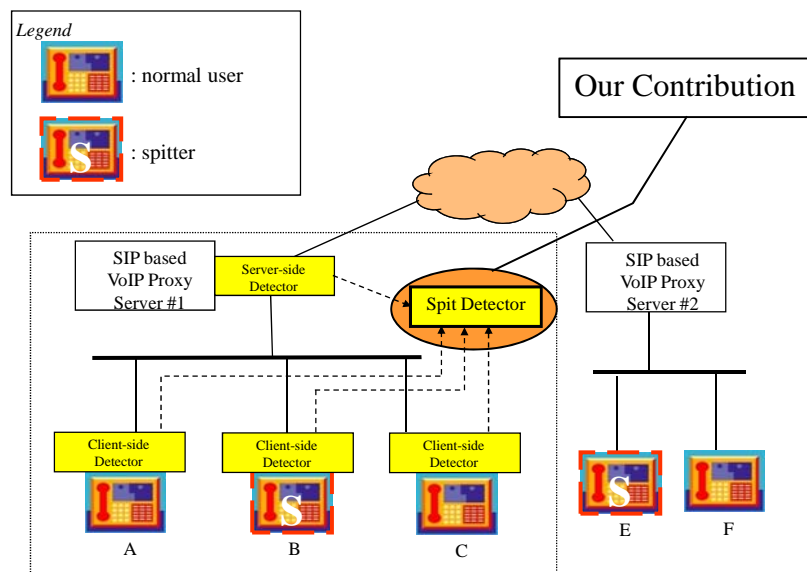 Legend
: normal user
S
: spitter
Our Contribution
SIP based
VoIP Proxy
Server #1
Server-side
Detector
Spit Detector
SIP based
VoIP Proxy
Server #2
Client-side
Detector
Client-side
Detector
Client-side
Detector
S
S
A
B
C
E
F